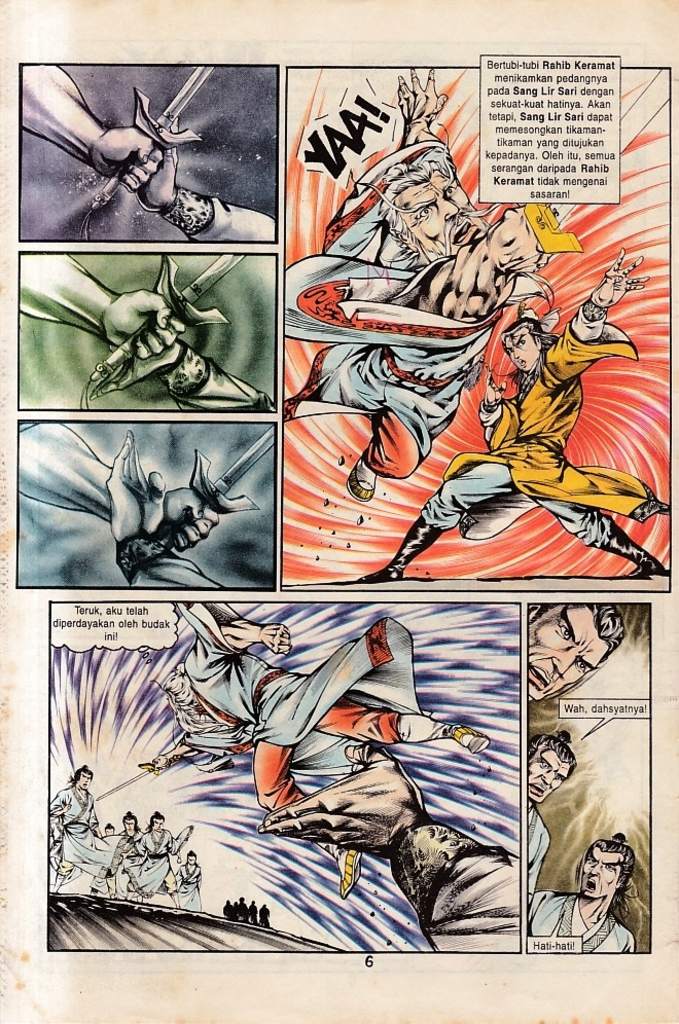 Bertubi-tubi Rahib Keramat
menikamkan pedangnya
pada Sang Lir Sari dengan
sekuat-kuat hatinya. Akan
tetapi, Sang Lir Sari dapat
memesongkan tikaman-
tikaman yang ditujukan
kepadanya. Oleh itu, semua
serangan daripada Rahib
Keramat tidak mengenai
sasaran!
YAA!
Teruk, aku telah
diperdayakan oleh budak
ini!
Wah, dahsyatnya!
Hati-hati!
6